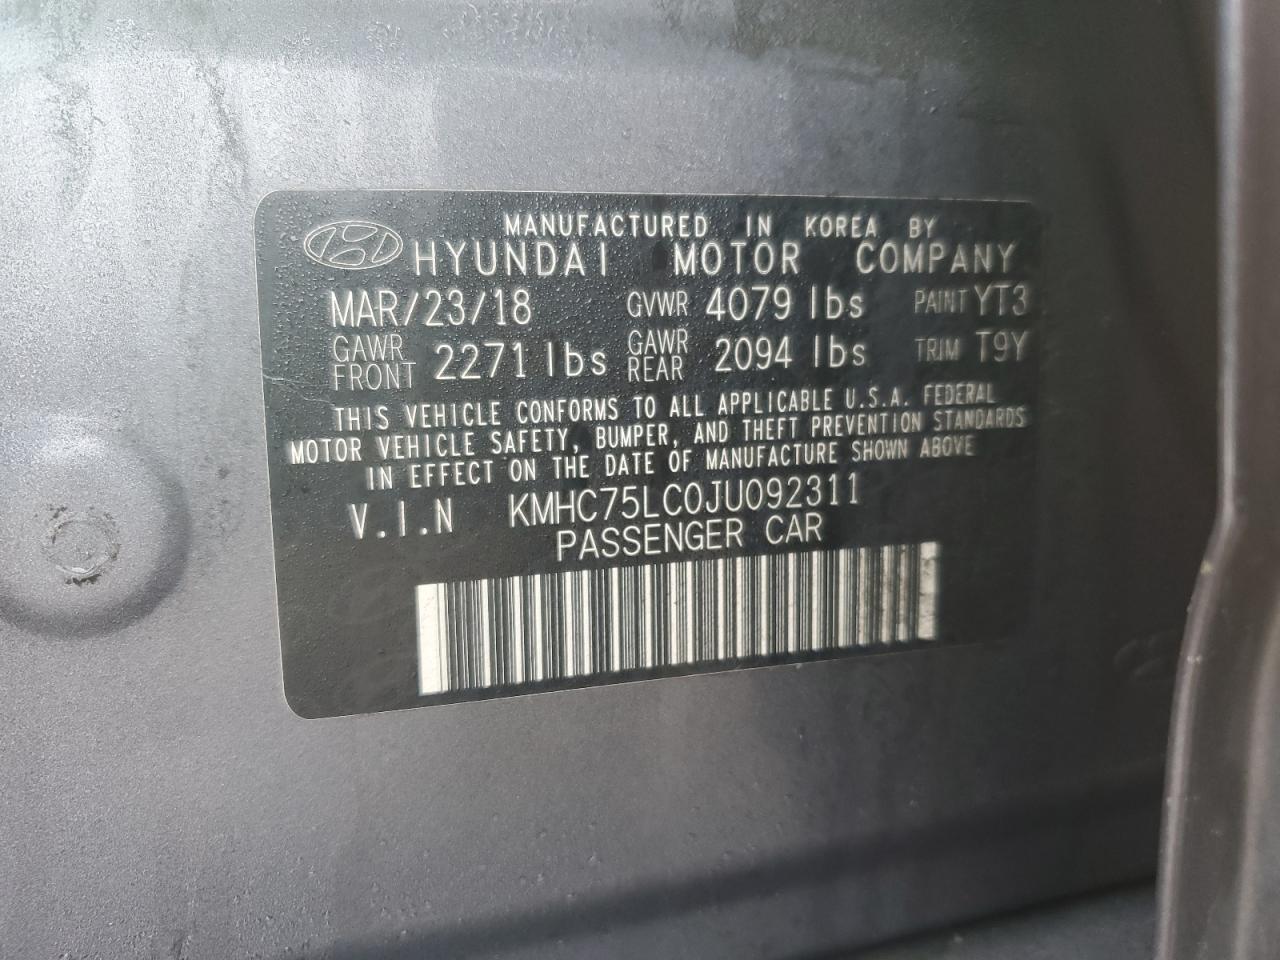 MANUFACTURED IN KOREA BY
HYUNDAI MOTOR COMPANY
MAR/23/18 GVWR 4079 lbs PAINT YT3
GAWR FRONT 2271 lbs GAWR REAR 2094 lbs TRIM T9Y
THIS VEHICLE CONFORMS TO ALL APPLICABLE U.S.A. FEDERAL
MOTOR VEHICLE SAFETY, BUMPER, AND THEFT PREVENTION STANDARDS
IN EFFECT ON THE DATE OF MANUFACTURE SHOWN ABOVE
V.I.N KMHC75LC0JU092311
PASSENGER CAR